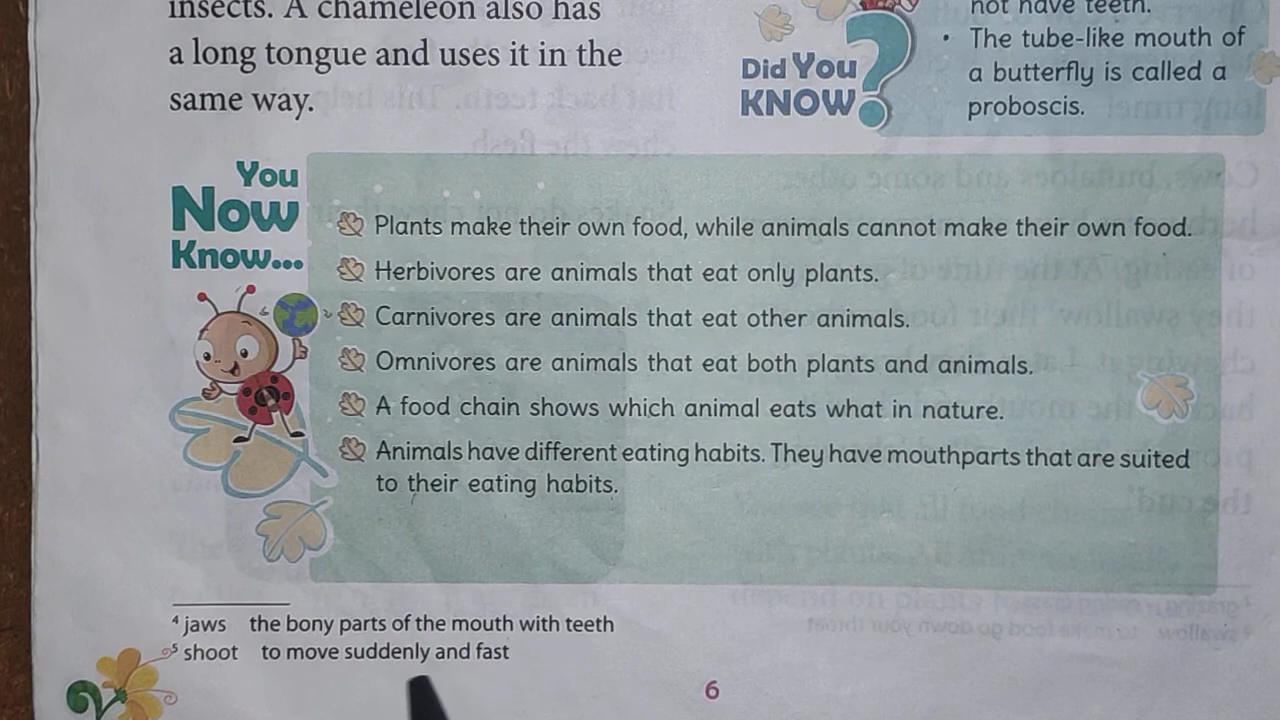 insects. A chameleon also has
a long tongue and uses it in the
same way.
Did You
KNOW?
not have teeth.
• The tube-like mouth of
a butterfly is called a
proboscis.
You
Now
Know...
Plants make their own food, while animals cannot make their own food.
Herbivores are animals that eat only plants.
Carnivores are animals that eat other animals.
Omnivores are animals that eat both plants and animals.
A food chain shows which animal eats what in nature.
Animals have different eating habits. They have mouthparts that are suited
to their eating habits.
4 jaws the bony parts of the mouth with teeth
5 shoot to move suddenly and fast
6